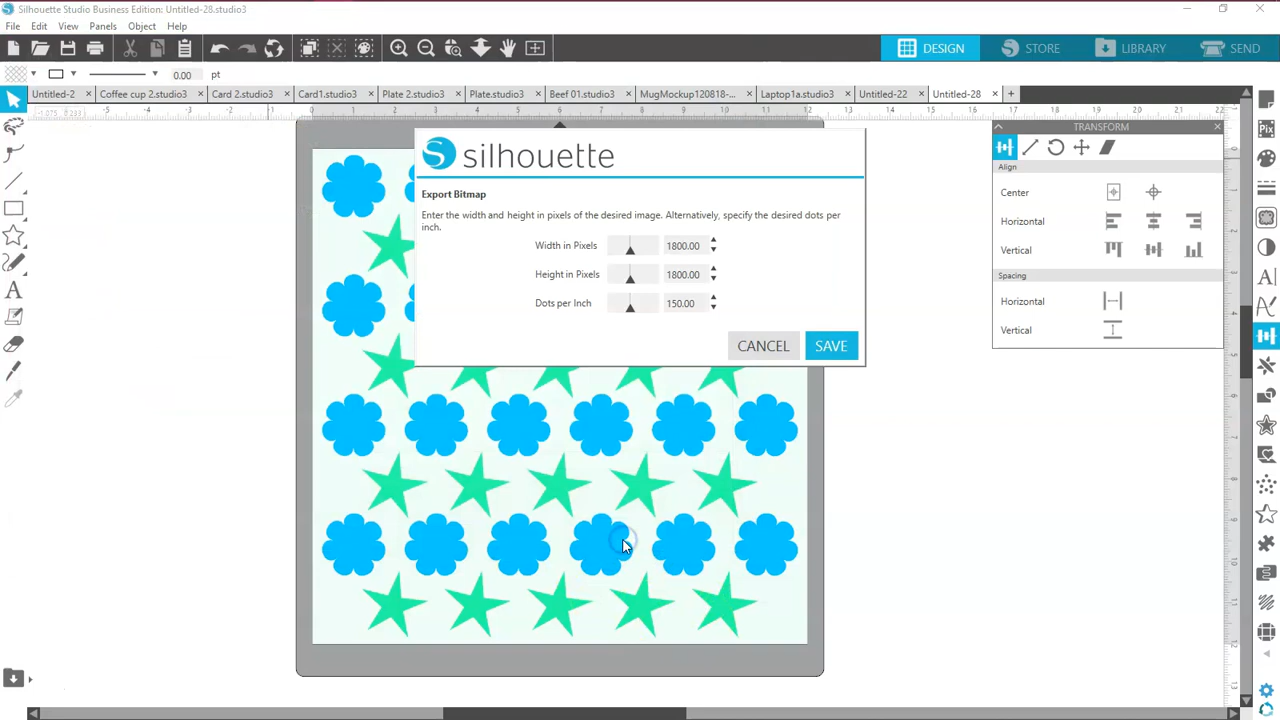 Silhouette Studio Business Edition: Untitled-28.studio3
File Edit View Panels Object Help
DESIGN STORE LIBRARY SEND
0.00 pt
Untitled-2 Coffee cup 2.studio3 Card 2.studio3 Card1.studio3 Plate 2.studio3 Plate.studio3 Beef 01.studio3 MugMockup120818-... Laptop1a.studio3 Untitled-22 Untitled-28
TRANSFORM
silhouette
Align
Export Bitmap
Center
Enter the width and height in pixels of the desired image. Alternatively, specify the desired dots per
inch.
Horizontal
Width in Pixels 1800.00
Vertical
Height in Pixels 1800.00
Spacing
Dots per Inch 150.00
Horizontal
Vertical
CANCEL SAVE